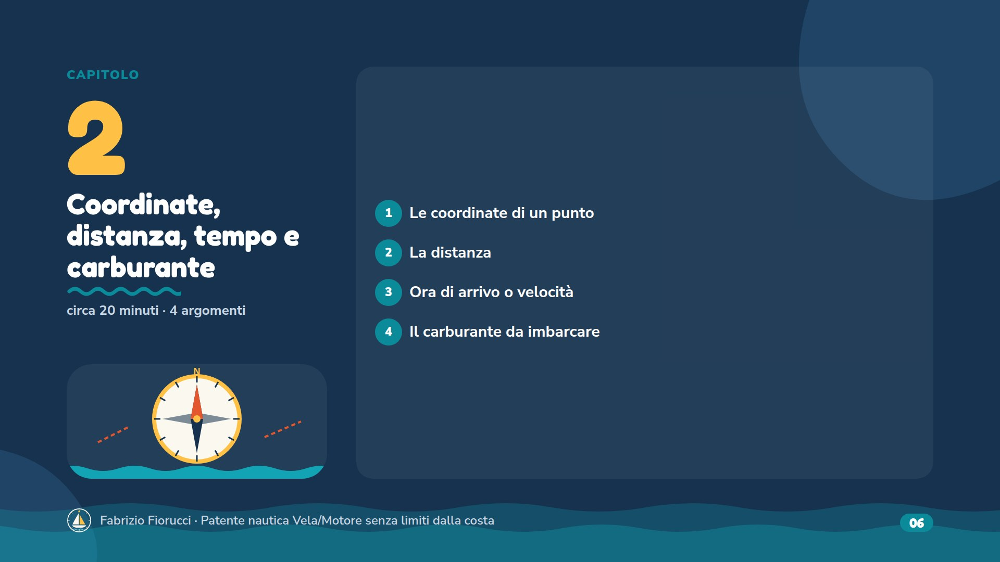 CAPITOLO
2
Coordinate,
distanza, tempo e
carburante
circa 20 minuti · 4 argomenti
N
1 Le coordinate di un punto
2 La distanza
3 Ora di arrivo o velocità
4 Il carburante da imbarcare
Fabrizio Fiorucci · Patente nautica Vela/Motore senza limiti dalla costa
06